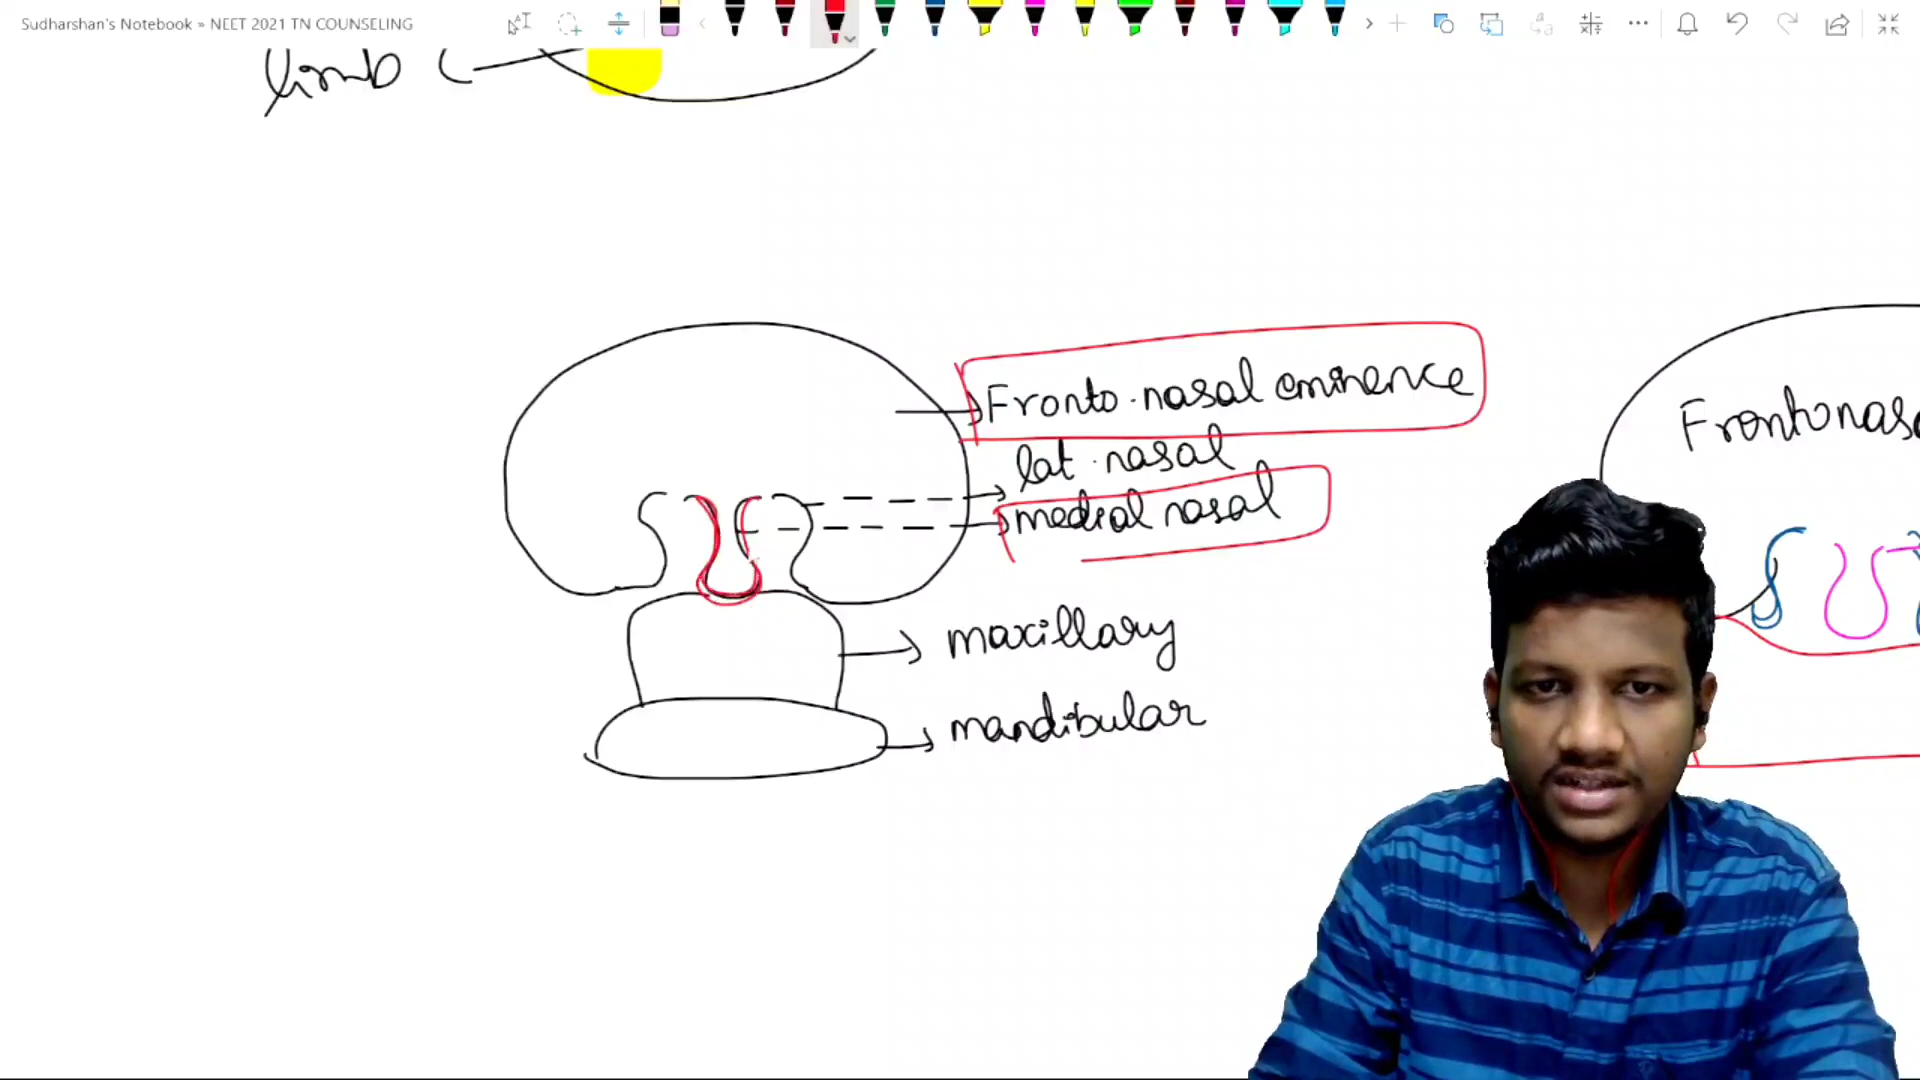 Sudharshan's Notebook » NEET 2021 TN COUNSELING
limb
Fronto.nasal eminence
lat.nasal
medial nasal
maxillary
mandibular
Frontonas